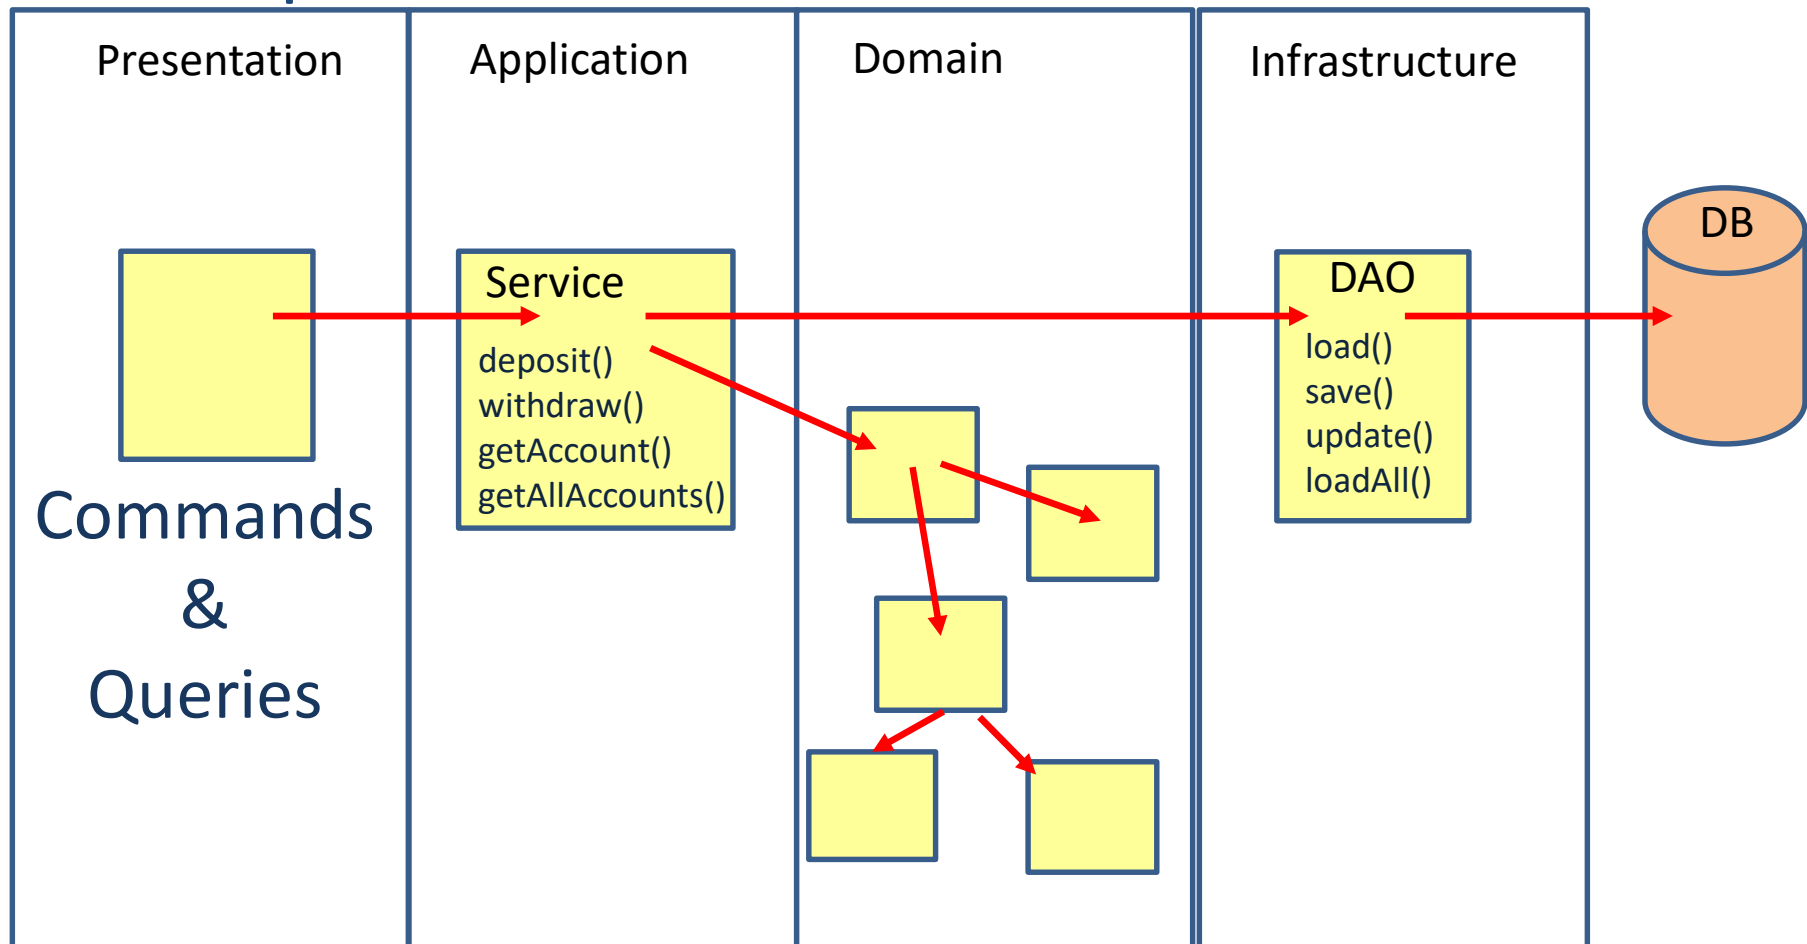 Presentation
Application
Domain
Infrastructure
Commands
&
Queries
Service
deposit()
withdraw()
getAccount()
getAllAccounts()
DAO
load()
save()
update()
loadAll()
DB